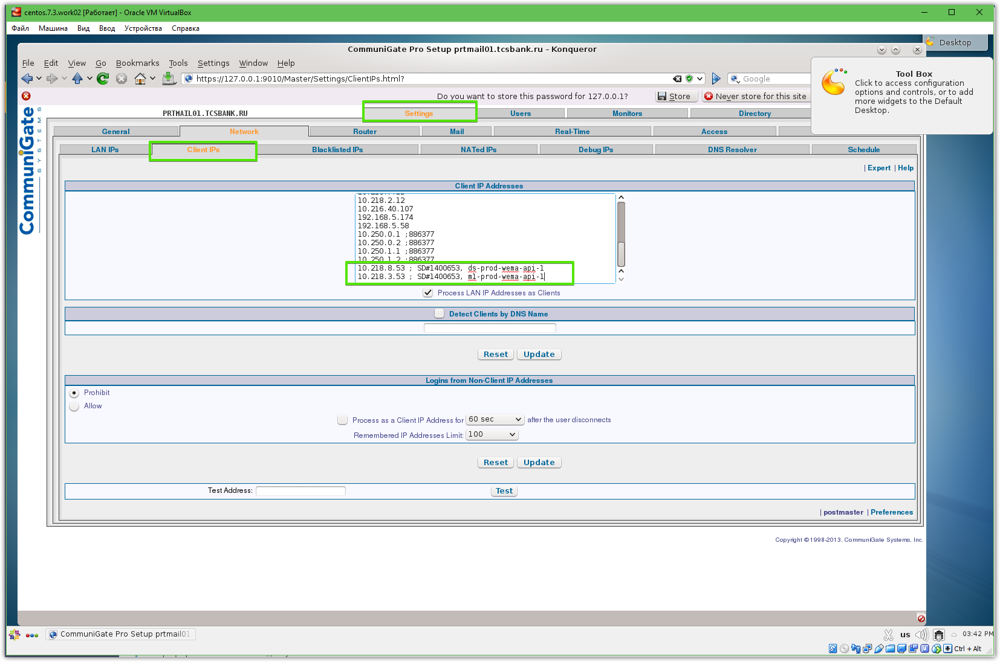 centos.7.3.work02 [Работает] - Oracle VM VirtualBox
Файл Машина Вид Ввод Устройства Справка
CommuniGate Pro Setup prtmail01.tcsbank.ru – Konqueror
Desktop
File Edit View Go Bookmarks Tools Settings Window Help
https://127.0.0.1:9010/Master/Settings/ClientIPs.html?
Google
Tool Box
Click to access configuration
options and controls, or to add
more widgets to the Default
Desktop.
Do you want to store this password for 127.0.0.1? Store Never store for this site
CommuniGate
SYSTEMS
PRTMAIL01.TCSBANK.RU
Settings Users Monitors Directory
General Network Router Mail Real-Time Access
LAN IPs Client IPs Blacklisted IPs NATed IPs Debug IPs DNS Resolver Schedule
| Expert | Help
Client IP Addresses
10.218.2.12
10.216.40.107
192.168.5.174
192.168.5.58
10.250.0.1 ;886377
10.250.0.2 ;886377
10.250.1.1 ;886377
10.250.1.2 ;886377
10.218.8.53 ; SD#1400653, ds-prod-wema-api-1
10.218.3.53 ; SD#1400653, m1-prod-wema-api-1
Process LAN IP Addresses as Clients
Detect Clients by DNS Name
Reset Update
Logins from Non-Client IP Addresses
Prohibit
Allow
Process as a Client IP Address for 60 sec after the user disconnects
Remembered IP Addresses Limit: 100
Reset Update
Test Address: Test
| postmaster | Preferences
Copyright © 1998-2013, CommuniGate Systems, Inc.
CommuniGate Pro Setup prtmail01
us
03:42 PM
Ctrl + Alt